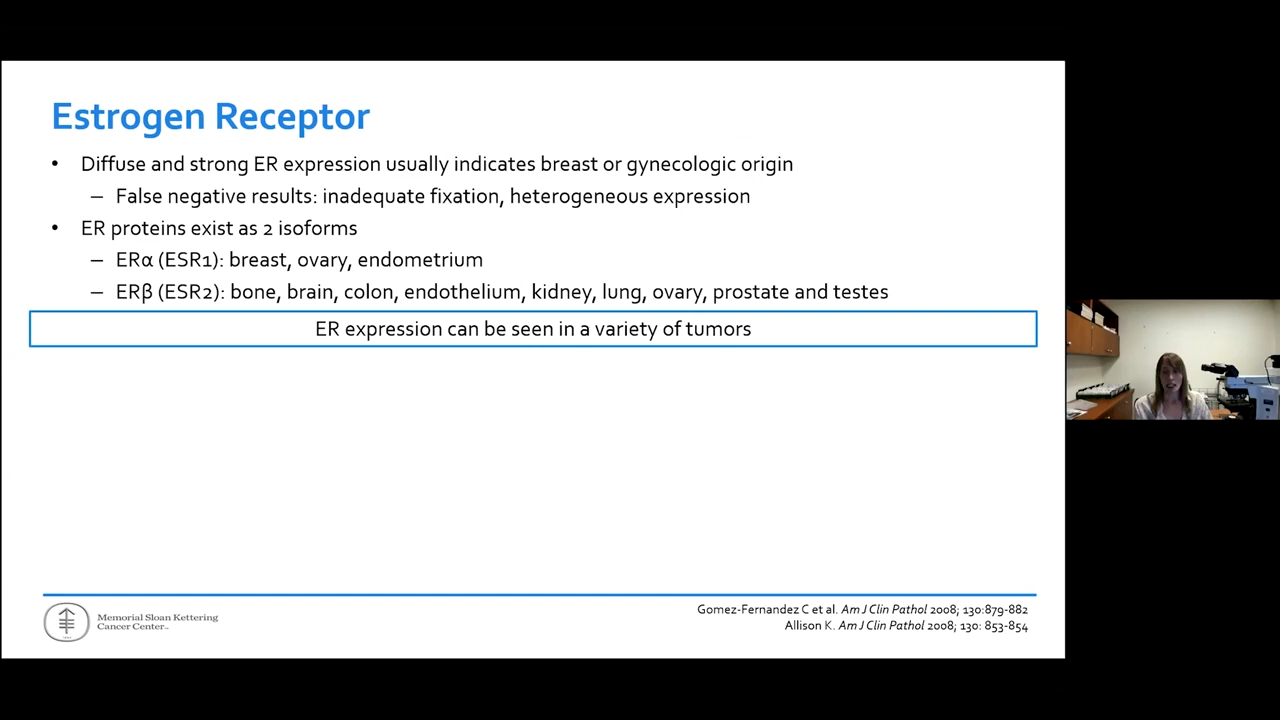 Estrogen Receptor
• Diffuse and strong ER expression usually indicates breast or gynecologic origin
– False negative results: inadequate fixation, heterogeneous expression
• ER proteins exist as 2 isoforms
– ERα (ESR1): breast, ovary, endometrium
– ERβ (ESR2): bone, brain, colon, endothelium, kidney, lung, ovary, prostate and testes
ER expression can be seen in a variety of tumors
Memorial Sloan Kettering
Cancer Center
Gomez-Fernandez C et al. Am J Clin Pathol 2008; 130:879-882
Allison K. Am J Clin Pathol 2008; 130: 853-854